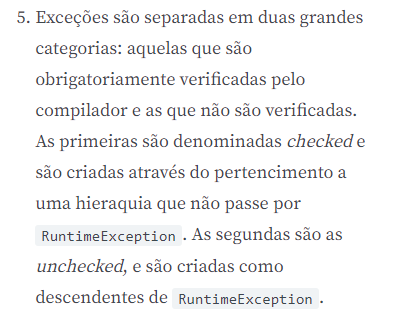 5. Exceções são separadas em duas grandes
categorias: aquelas que são
obrigatoriamente verificadas pelo
compilador e as que não são verificadas.
As primeiras são denominadas checked e
são criadas através do pertencimento a
uma hieraquia que não passe por
RuntimeException. As segundas são as
unchecked, e são criadas como
descendentes de RuntimeException.